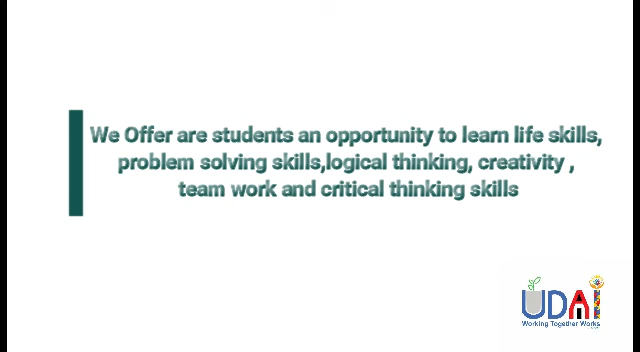 We Offer are students an opportunity to learn life skills,
problem solving skills,logical thinking, creativity ,
team work and critical thinking skills
UDAI
Working Together Works